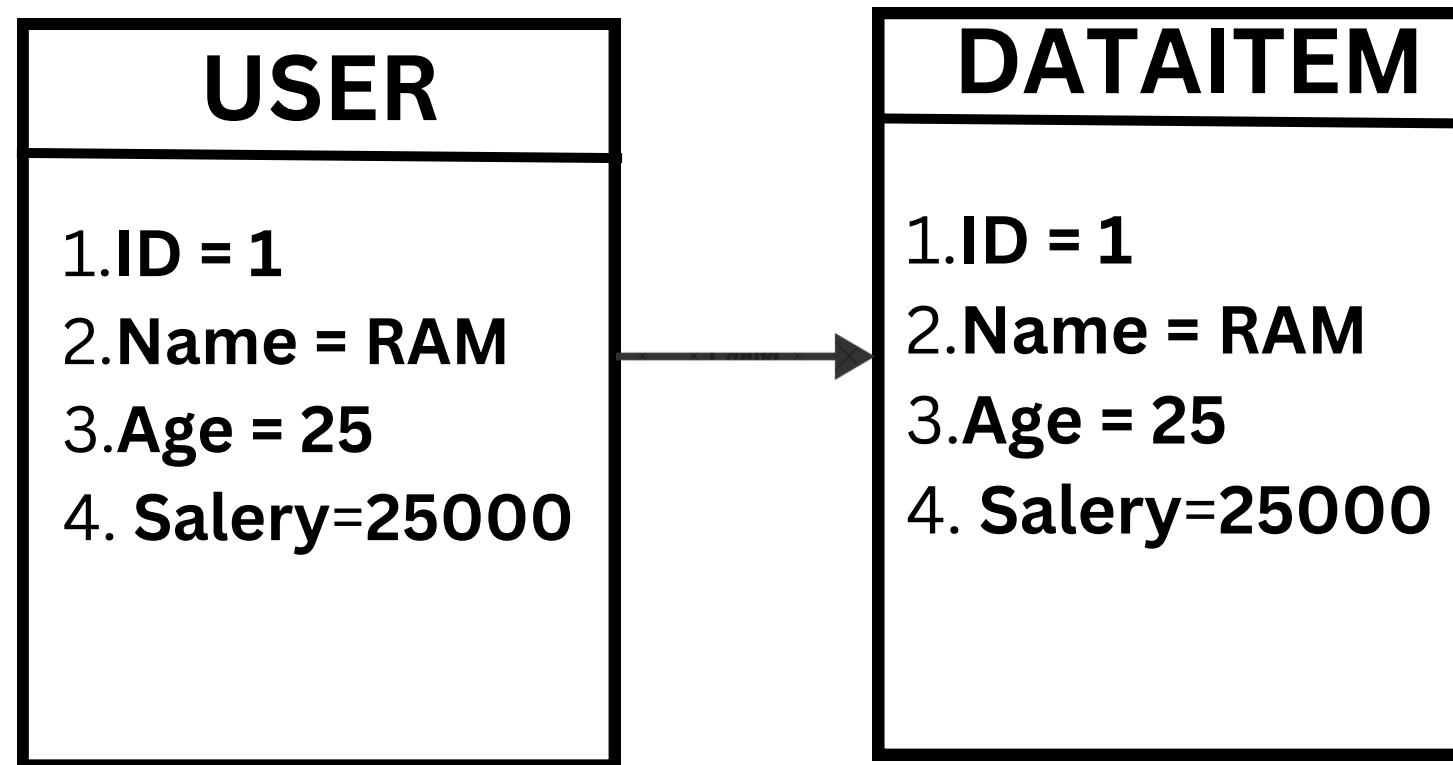 USER
1.ID = 1
2.Name = RAM
3.Age = 25
4. Salery=25000
DATAITEM
1.ID = 1
2.Name = RAM
3.Age = 25
4. Salery=25000